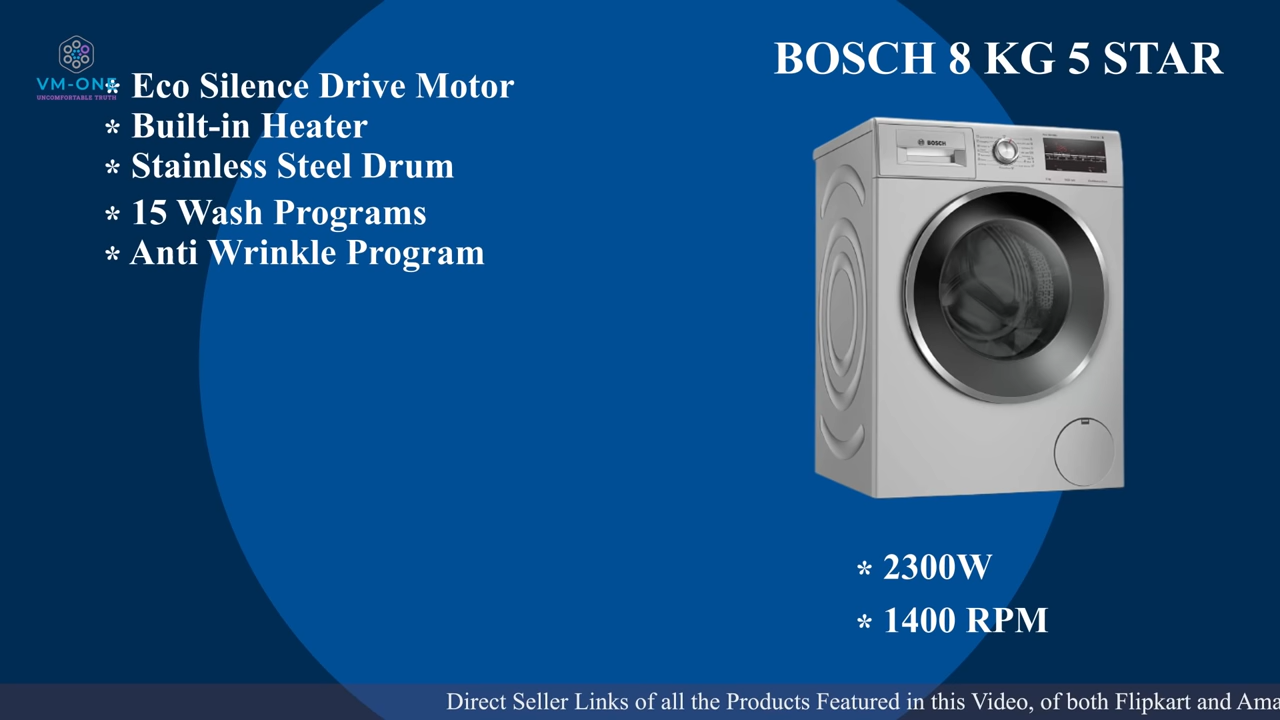 BOSCH 8 KG 5 STAR
VM-ONE
UNCOMFORTABLE TRUTH
* Eco Silence Drive Motor
* Built-in Heater
* Stainless Steel Drum
* 15 Wash Programs
* Anti Wrinkle Program
BOSCH
* 2300W
* 1400 RPM
Direct Seller Links of all the Products Featured in this Video, of both Flipkart and Ama